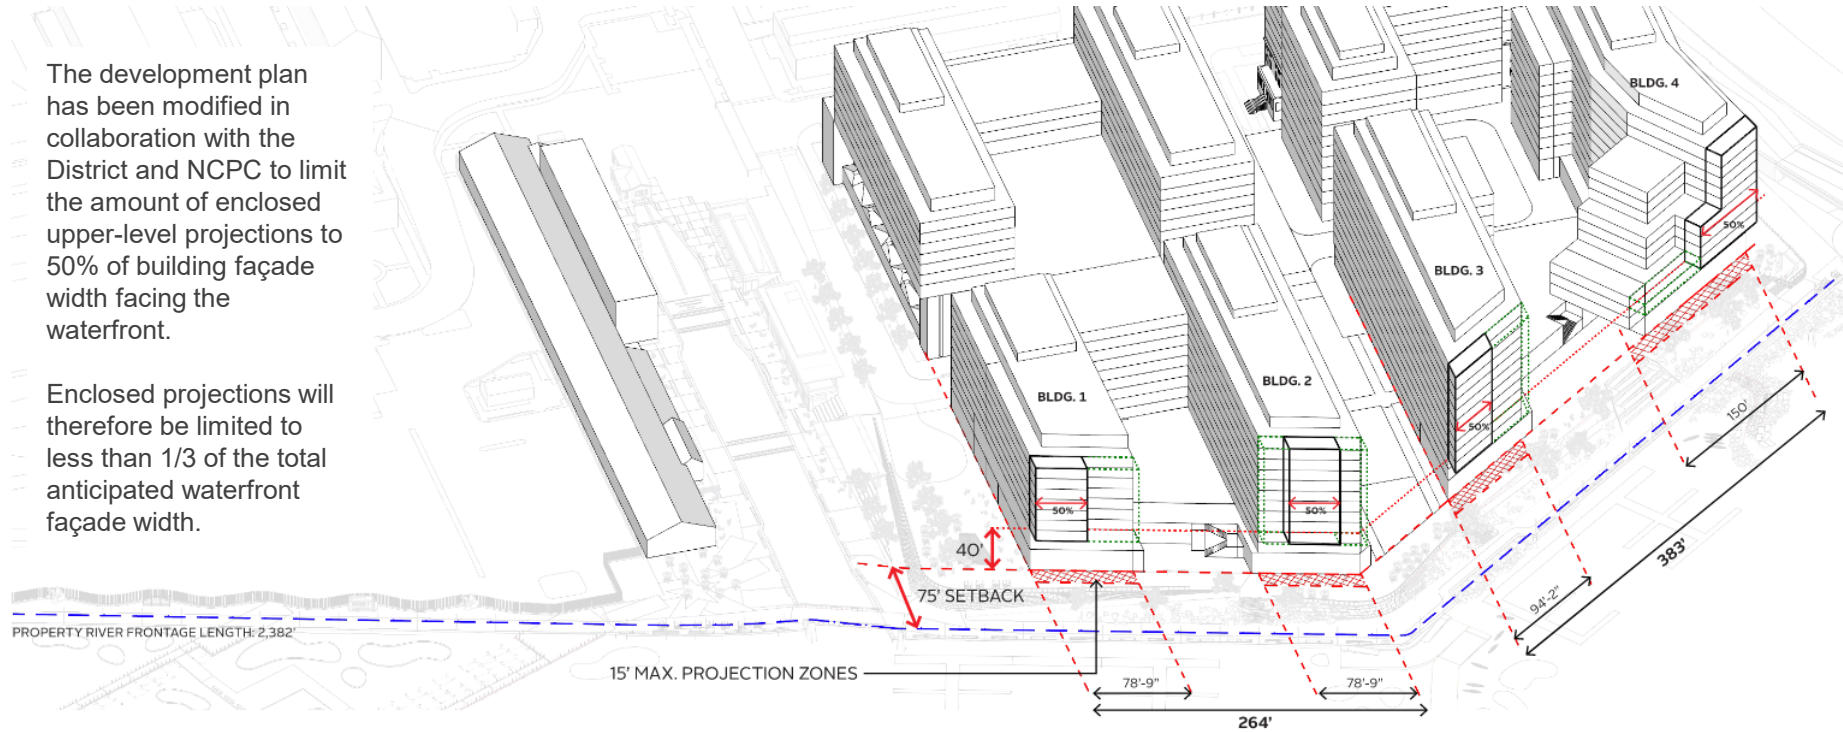 The development plan
has been modified in
collaboration with the
District and NCPC to limit
the amount of enclosed
upper-level projections to
50% of building façade
width facing the
waterfront.
Enclosed projections will
therefore be limited to
less than 1/3 of the total
anticipated waterfront
façade width.
BLDG. 4
50%
BLDG. 3
50%
BLDG. 2
50%
BLDG. 1
50%
40'
75' SETBACK
150'
383'
94'-2"
PROPERTY RIVER FRONTAGE LENGTH: 2,382'
15' MAX. PROJECTION ZONES
78'-9"
78'-9"
264'